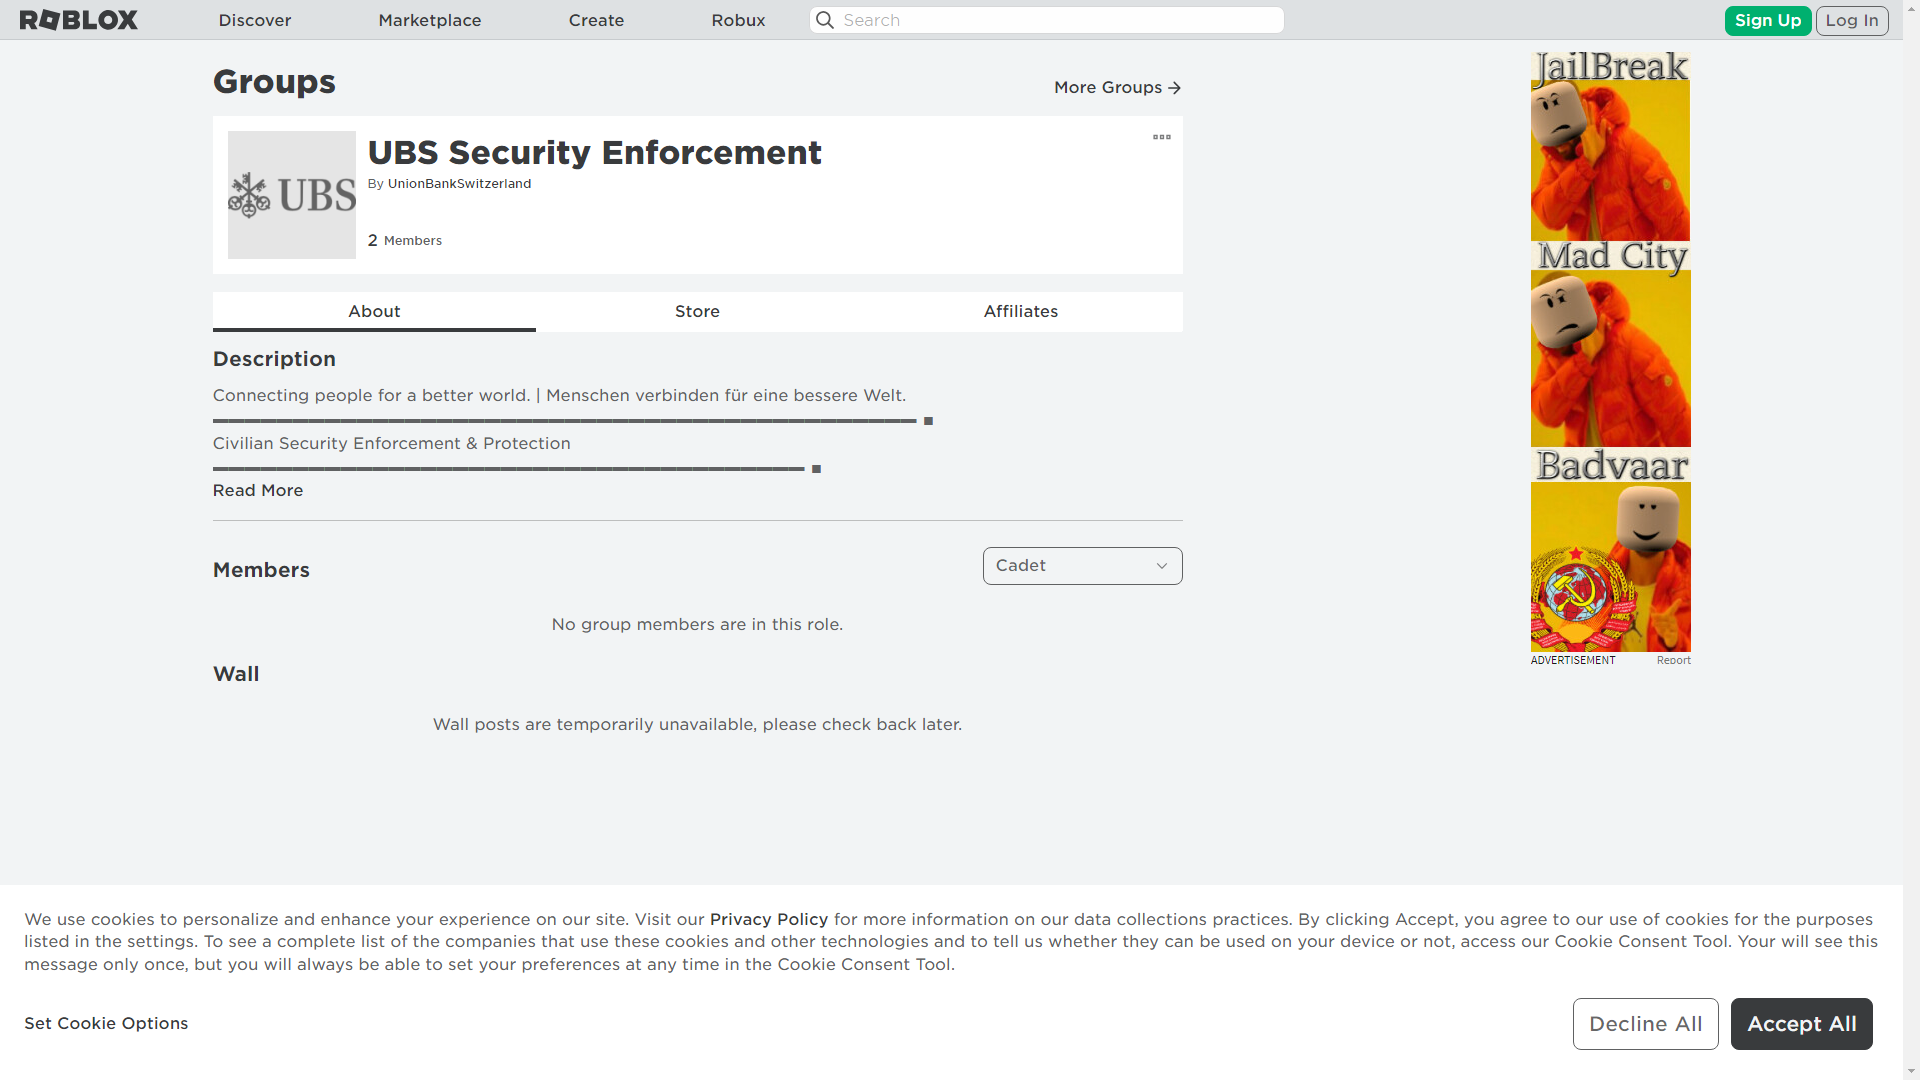 ROBLOX
Discover
Marketplace
Create
Robux
Search
Sign Up
Log In
Groups
More Groups
UBS
UBS Security Enforcement
By UnionBankSwitzerland
2 Members
About
Store
Affiliates
Description
Connecting people for a better world. | Menschen verbinden für eine bessere Welt.
Civilian Security Enforcement & Protection
Read More
Members
Cadet
No group members are in this role.
Wall
Wall posts are temporarily unavailable, please check back later.
JailBreak
Mad City
Badvaar
ADVERTISEMENT
Report
We use cookies to personalize and enhance your experience on our site. Visit our Privacy Policy for more information on our data collections practices. By clicking Accept, you agree to our use of cookies for the purposes
listed in the settings. To see a complete list of the companies that use these cookies and other technologies and to tell us whether they can be used on your device or not, access our Cookie Consent Tool. Your will see this
message only once, but you will always be able to set your preferences at any time in the Cookie Consent Tool.
Set Cookie Options
Decline All
Accept All